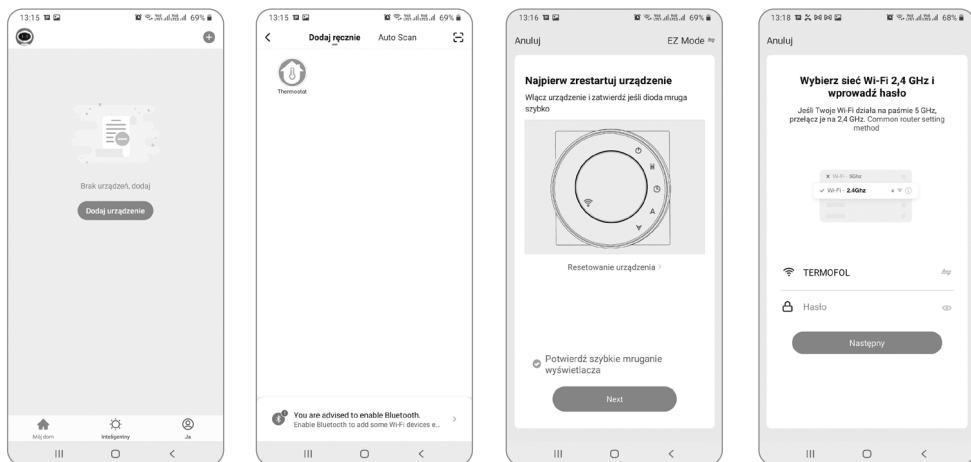 13:15
69%
Brak urządzeń, dodaj
Dodaj urządzenie
Mój dom
Inteligentny
Ja
13:15
69%
Dodaj ręcznie
Auto Scan
Thermostat
You are advised to enable Bluetooth.
Enable Bluetooth to add some Wi-Fi devices e...
13:16
69%
Anuluj
EZ Mode
Najpierw zrestartuj urządzenie
Włącz urządzenie i zatwierdź jeśli dioda mruga
szybko
M
A
Resetowanie urządzenia >
Potwierdź szybkie mruganie
wyświetlacza
Next
13:18
68%
Anuluj
Wybierz sieć Wi-Fi 2,4 GHz i
wprowadź hasło
Jeśli Twoje Wi-Fi działa na paśmie 5 GHz,
przełącz je na 2,4 GHz. Common router setting
method
X Wi-Fi - 5Ghz
✓ Wi-Fi - 2.4Ghz
TERMOFOL
Hasło
Następny